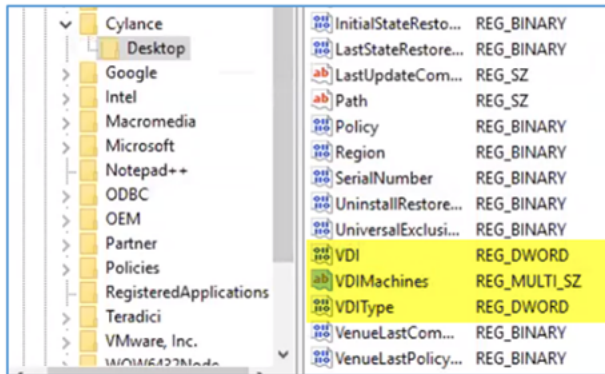 Cylance
Desktop
Google
Intel
Macromedia
Microsoft
Notepad++
ODBC
OEM
Partner
Policies
RegisteredApplications
Teradici
VMware, Inc.
WOW6432Node
InitialStateResto... REG_BINARY
LastStateRestore... REG_BINARY
LastUpdateCom... REG_SZ
Path REG_SZ
Policy REG_BINARY
Region REG_BINARY
SerialNumber REG_BINARY
UninstallRestore... REG_BINARY
UniversalExclusi... REG_BINARY
VDI REG_DWORD
VDIMachines REG_MULTI_SZ
VDIType REG_DWORD
VenueLastCom... REG_BINARY
VenueLastPolicy... REG_BINARY